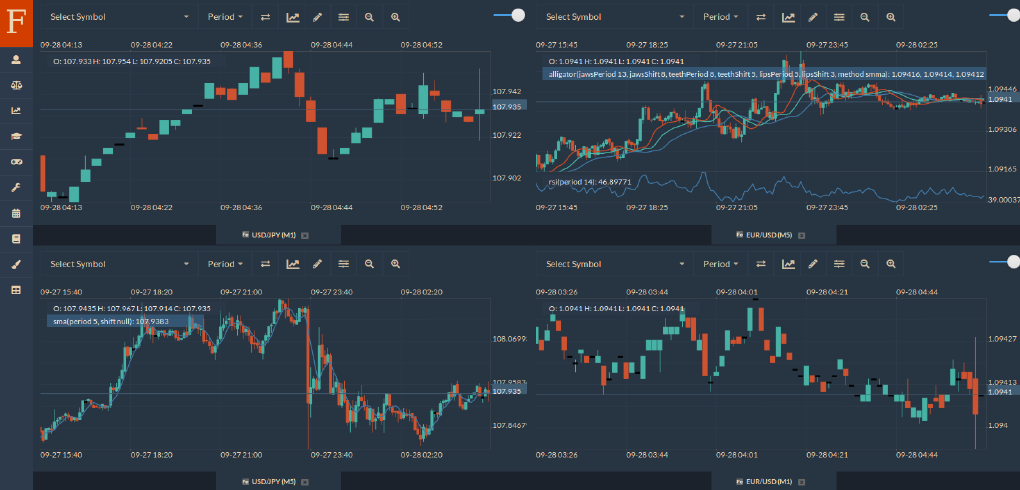 F
Select Symbol Period
09-28 04:13 09-28 04:22 09-28 04:36 09-28 04:44 09-28 04:52
O: 107.933 H: 107.954 L: 107.9205 C: 107.935
107.942
107.935
107.922
107.902
09-28 04:13 09-28 04:22 09-28 04:36 09-28 04:44 09-28 04:52
USD/JPY (M1)
Select Symbol Period
09-27 15:45 09-27 18:25 09-27 21:05 09-27 23:45 09-28 02:25
O: 1.0941 H: 1.0941 L: 1.0941 C: 1.0941
alligator(jawsPeriod 13, jawsShift 8, teethPeriod 8, teethShift 5, lipsPeriod 5, lipsShift 3, method smma): 1.09416, 1.09414, 1.09412
1.09446
1.0941
1.09306
1.09165
rsi(period 14): 46.89771
39.00037
09-27 15:45 09-27 18:25 09-27 21:05 09-27 23:45 09-28 02:25
EUR/USD (M5)
Select Symbol Period
09-27 15:40 09-27 18:20 09-27 21:00 09-27 23:40 09-28 02:20
O: 107.9435 H: 107.967 L: 107.914 C: 107.935
sma(period 5, shift null): 107.9383
108.0699
107.9583
107.935
107.8467
09-27 15:40 09-27 18:20 09-27 21:00 09-27 23:40 09-28 02:20
USD/JPY (M5)
Select Symbol Period
09-28 03:26 09-28 03:44 09-28 04:01 09-28 04:21 09-28 04:44
O: 1.0941 H: 1.0941 L: 1.0941 C: 1.0941
1.09427
1.09413
1.0941
1.094
09-28 03:26 09-28 03:44 09-28 04:01 09-28 04:21 09-28 04:44
EUR/USD (M1)